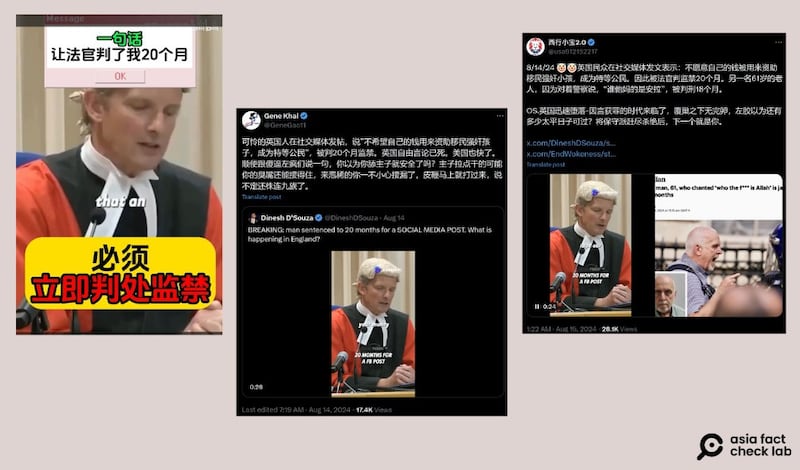 Message
一句话
让法官判了我20个月
OK
that an
必须
立即判处监禁
Gene Khal
@GeneGao11
可怜的英国人在社交媒体发帖，说“不希望自己的钱用来资助移民强奸孩
子，成为特等公民”，被判20个月监禁。英国自由言论已死。美国也快了。
Translate post
Dinesh D'Souza @DineshDSouza · Aug 14
BREAKING: man sentenced to 20 months for a SOCIAL MEDIA POST. What is
happening in England?
20 MONTHS FOR
A FB POST
0:28
Last edited 7:19 AM · Aug 14, 2024 · 17.4K Views
西行小宝2.0
8/14/24 英国民众在社交媒体发文表示：不愿意自己的钱被用来资助
移民强奸小孩，成为特等公民。因此被法官判监禁20个月。另一名61岁的老
人，因为对着警察说，“谁他妈的是安拉”，被判刑18个月。
x.com/DineshDSouza/s...
x.com/EndWokeness/st...
man, 61, who chanted 'who the f*** is Allah' is ja
months
20 MONTHS FOR
A FB POST
0:24
1:22 AM · Aug 15, 2024 · 28.1K Views
asia fact
check lab